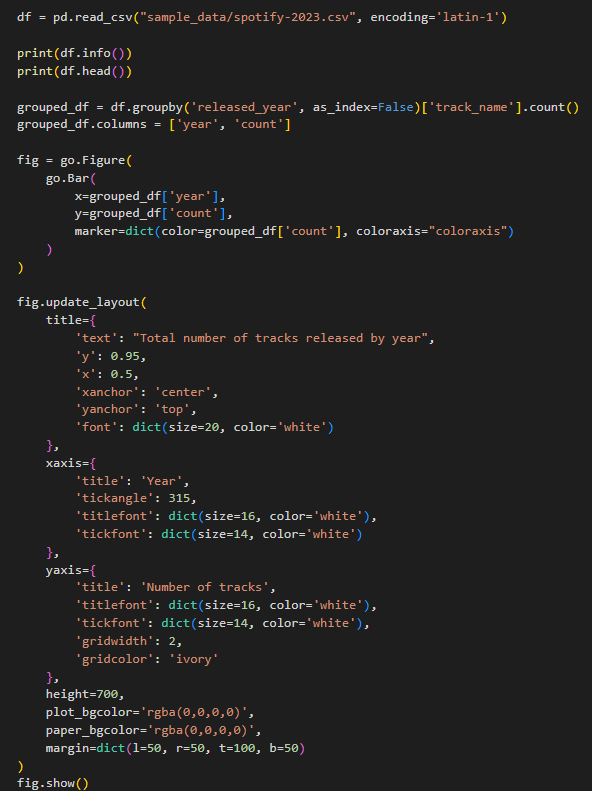 df = pd.read_csv("sample_data/spotify-2023.csv", encoding='latin-1')

print(df.info())
print(df.head())

grouped_df = df.groupby('released_year', as_index=False)['track_name'].count()
grouped_df.columns = ['year', 'count']

fig = go.Figure(
    go.Bar(
        x=grouped_df['year'],
        y=grouped_df['count'],
        marker=dict(color=grouped_df['count'], coloraxis="coloraxis")
    )
)

fig.update_layout(
    title={
        'text': "Total number of tracks released by year",
        'y': 0.95,
        'x': 0.5,
        'xanchor': 'center',
        'yanchor': 'top',
        'font': dict(size=20, color='white')
    },
    xaxis={
        'title': 'Year',
        'tickangle': 315,
        'titlefont': dict(size=16, color='white'),
        'tickfont': dict(size=14, color='white')
    },
    yaxis={
        'title': 'Number of tracks',
        'titlefont': dict(size=16, color='white'),
        'tickfont': dict(size=14, color='white'),
        'gridwidth': 2,
        'gridcolor': 'ivory'
    },
    height=700,
    plot_bgcolor='rgba(0,0,0,0)',
    paper_bgcolor='rgba(0,0,0,0)',
    margin=dict(l=50, r=50, t=100, b=50)
)
fig.show()